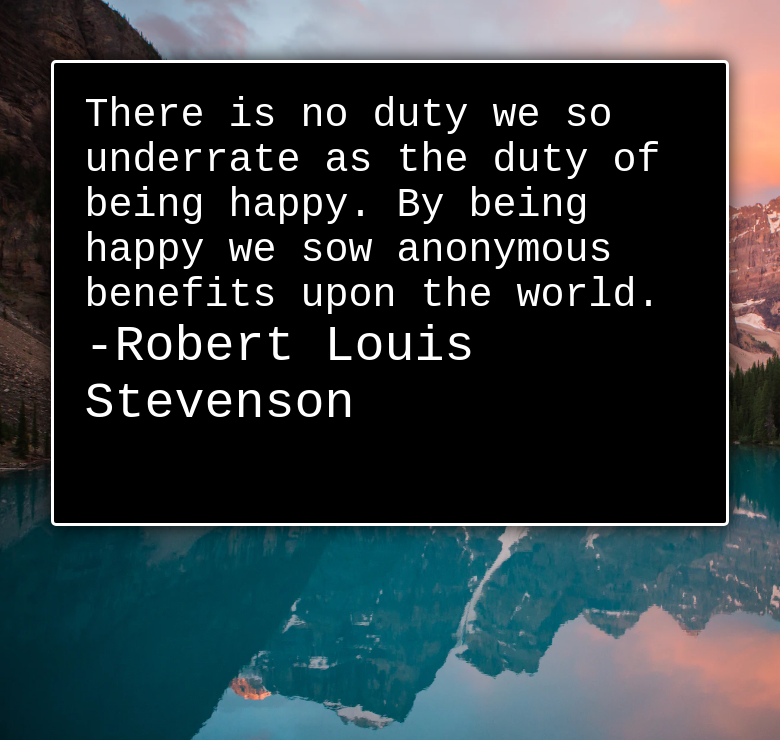 There is no duty we so
underrate as the duty of
being happy. By being
happy we sow anonymous
benefits upon the world.
-Robert Louis
Stevenson